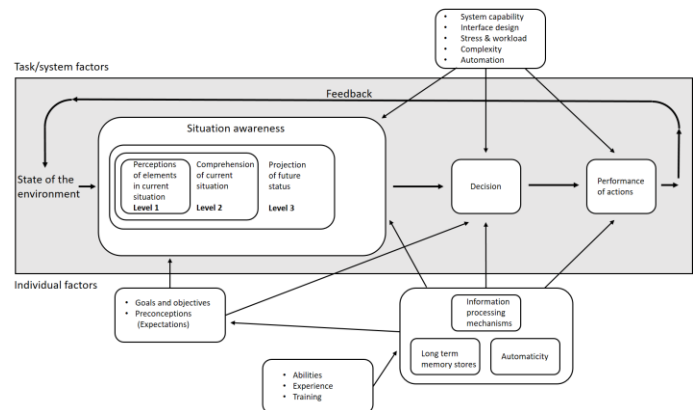 • System capability
• Interface design
• Stress & workload
• Complexity
• Automation
Task/system factors
Feedback
Situation awareness
State of the
environment
Perceptions
of elements
in current
situation
Level 1
Comprehension
of current
situation
Level 2
Projection
of future
status
Level 3
Decision
Performance
of actions
Individual factors
• Goals and objectives
• Preconceptions
(Expectations)
Information
processing
mechanisms
Long term
memory stores
Automaticity
• Abilities
• Experience
• Training